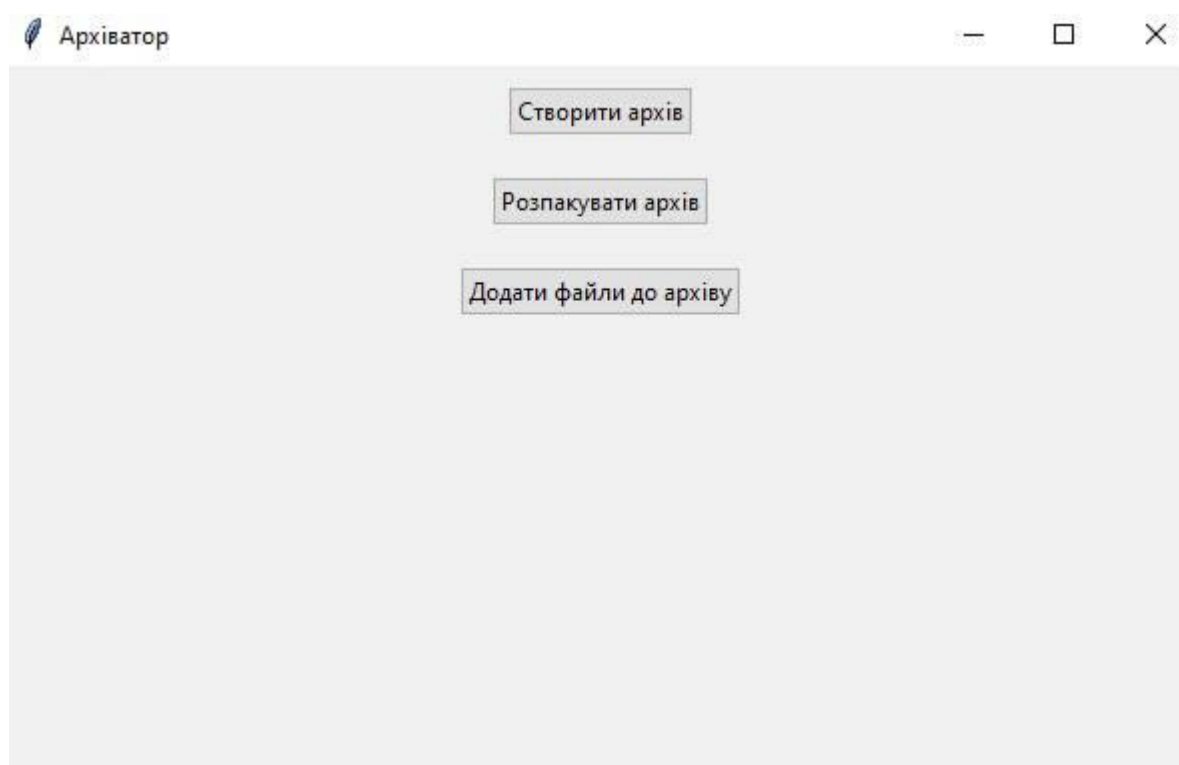 Архіватор
Створити архів
Розпакувати архів
Додати файли до архіву